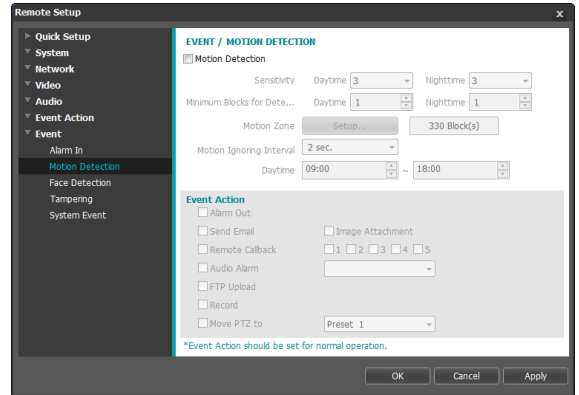 Remote Setup x
Quick Setup
System
Network
Video
Audio
Event Action
Event
Alarm In
Motion Detection
Face Detection
Tampering
System Event
EVENT / MOTION DETECTION
Motion Detection
Sensitivity Daytime 3 Nighttime 3
Minimum Blocks for Dete... Daytime 1 Nighttime 1
Motion Zone Setup... 330 Block(s)
Motion Ignoring Interval 2 sec.
Daytime 09:00 ~ 18:00
Event Action
Alarm Out
Send Email Image Attachment
Remote Callback 1 2 3 4 5
Audio Alarm
FTP Upload
Record
Move PTZ to Preset 1
*Event Action should be set for normal operation.
OK Cancel Apply